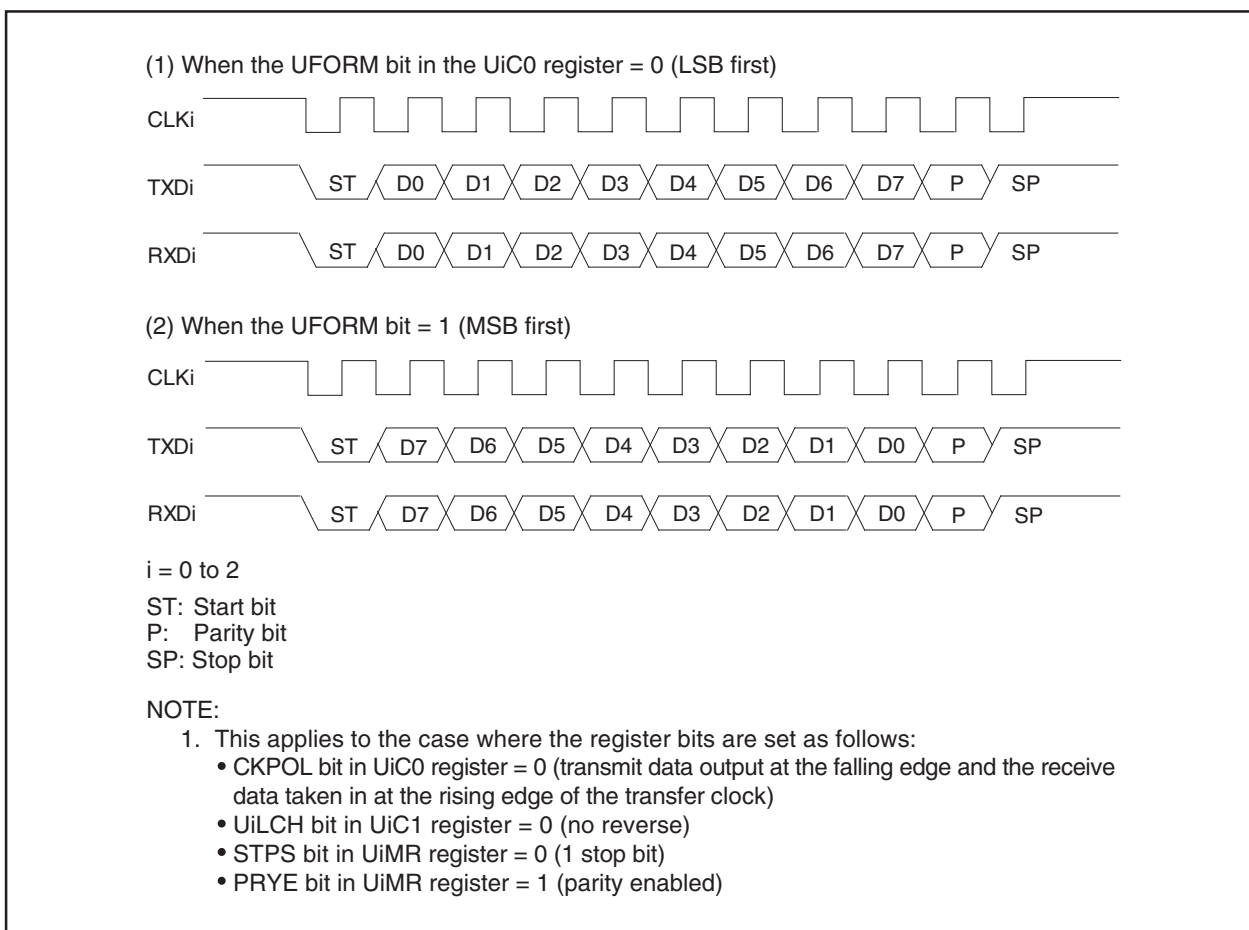 (1) When the UFORM bit in the UiC0 register = 0 (LSB first)
CLKi
TXDi ST D0 D1 D2 D3 D4 D5 D6 D7 P SP
RXDi ST D0 D1 D2 D3 D4 D5 D6 D7 P SP
(2) When the UFORM bit = 1 (MSB first)
CLKi
TXDi ST D7 D6 D5 D4 D3 D2 D1 D0 P SP
RXDi ST D7 D6 D5 D4 D3 D2 D1 D0 P SP
i = 0 to 2
ST: Start bit
P: Parity bit
SP: Stop bit
NOTE:
1. This applies to the case where the register bits are set as follows:
• CKPOL bit in UiC0 register = 0 (transmit data output at the falling edge and the receive
data taken in at the rising edge of the transfer clock)
• UiLCH bit in UiC1 register = 0 (no reverse)
• STPS bit in UiMR register = 0 (1 stop bit)
• PRYE bit in UiMR register = 1 (parity enabled)